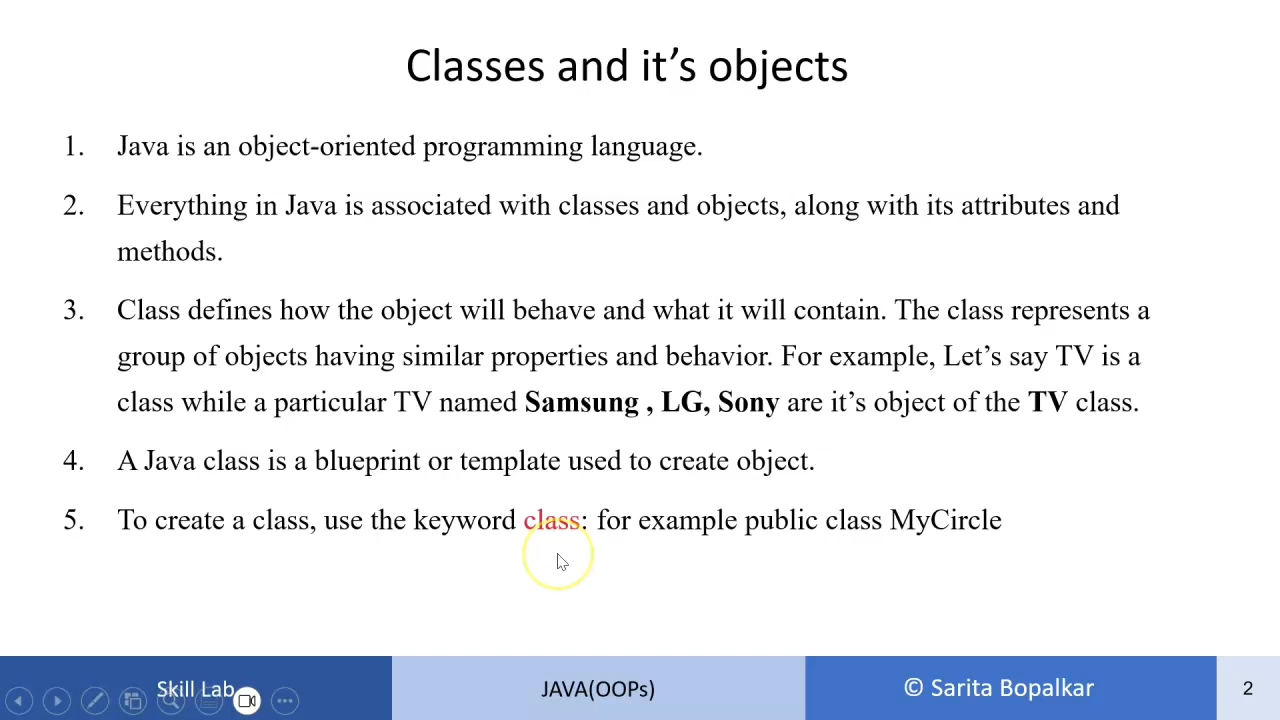 Classes and it’s objects
1. Java is an object-oriented programming language.
2. Everything in Java is associated with classes and objects, along with its attributes and
methods.
3. Class defines how the object will behave and what it will contain. The class represents a
group of objects having similar properties and behavior. For example, Let’s say TV is a
class while a particular TV named Samsung , LG, Sony are it’s object of the TV class.
4. A Java class is a blueprint or template used to create object.
5. To create a class, use the keyword class: for example public class MyCircle
Skill Lab
JAVA(OOPs)
© Sarita Bopalkar
2